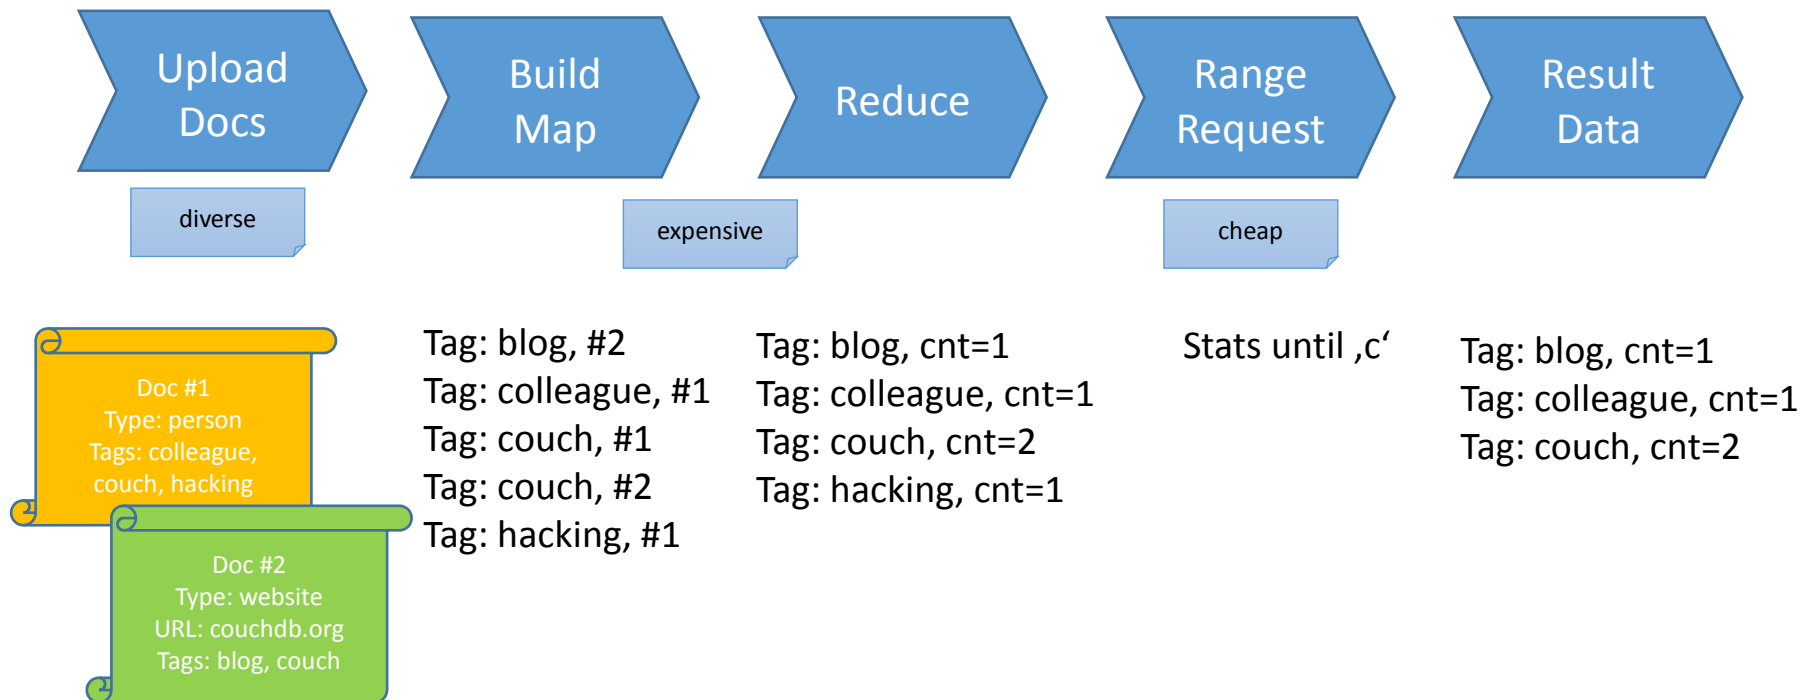 Upload
Docs
Build
Map
Reduce
Range
Request
Result
Data
diverse
expensive
cheap
Doc #1
Type: person
Tags: colleague,
couch, hacking
Doc #2
Type: website
URL: couchdb.org
Tags: blog, couch
Tag: blog, #2
Tag: colleague, #1
Tag: couch, #1
Tag: couch, #2
Tag: hacking, #1
Tag: blog, cnt=1
Tag: colleague, cnt=1
Tag: couch, cnt=2
Tag: hacking, cnt=1
Stats until ‚c‘
Tag: blog, cnt=1
Tag: colleague, cnt=1
Tag: couch, cnt=2